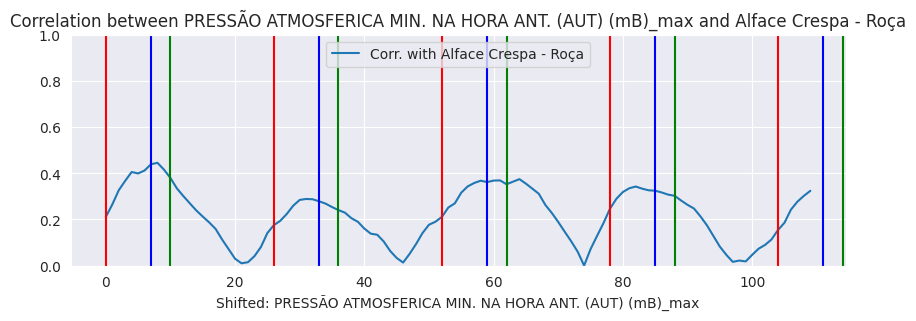 Correlation between PRESSÃO ATMOSFERICA MIN. NA HORA ANT. (AUT) (mB)_max and Alface Crespa - Roça
1.0
Corr. with Alface Crespa - Roça
0.8
0.6
0.4
0.2
0.0
0 20 40 60 80 100
Shifted: PRESSÃO ATMOSFERICA MIN. NA HORA ANT. (AUT) (mB)_max